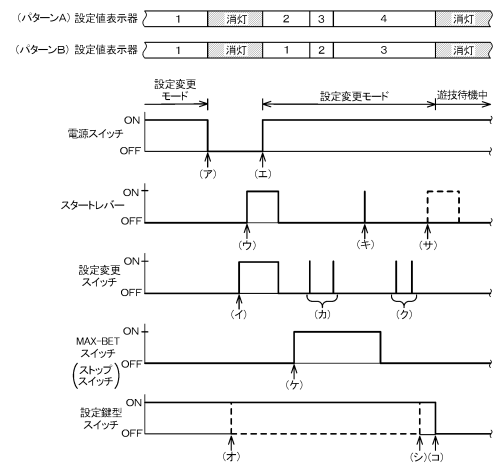 (パターンA) 設定値表示器 1 消灯 2 3 4 消灯
(パターンB) 設定値表示器 1 消灯 1 2 3 消灯
設定変更
モード
設定変更モード
遊技待機中
電源スイッチ
ON
OFF
(ア)
(エ)
スタートレバー
ON
OFF
(ウ)
(キ)
(サ)
設定変更
スイッチ
ON
OFF
(イ)
(カ)
(ク)
MAX-BET
スイッチ
(ストップ
スイッチ)
ON
OFF
(ケ)
設定鍵型
スイッチ
ON
OFF
(オ)
(シ)(コ)